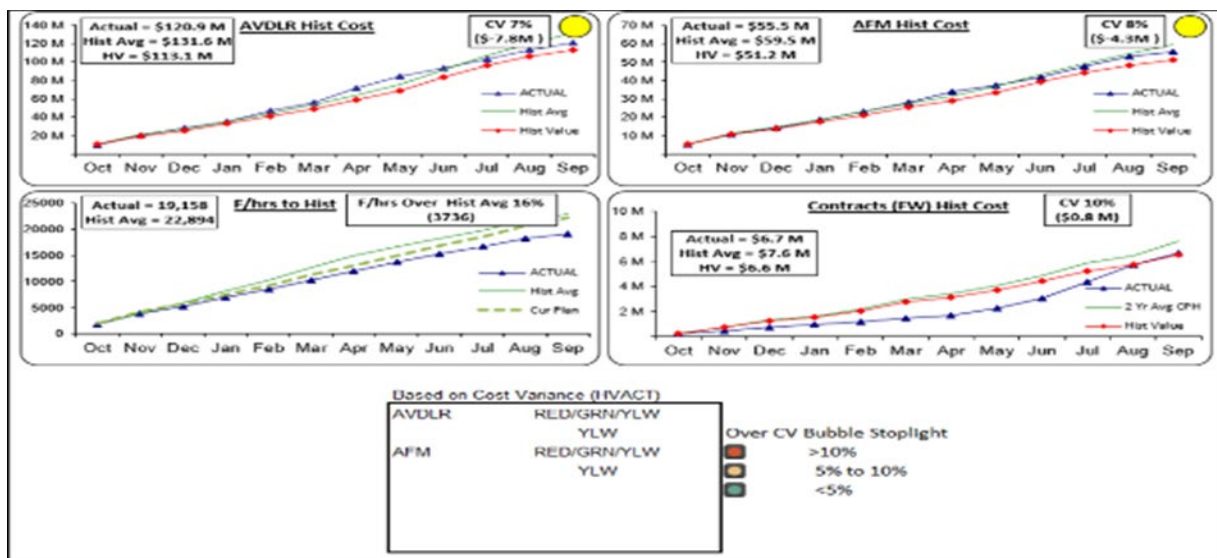 AVDLR Hist Cost
Actual = $120.9 M
Hist Avg = $131.6 M
HV = $113.1 M
CV 7%
($-7.8M )
140 M
120 M
100 M
80 M
60 M
40 M
20 M
ACTUAL
Hist Avg
Hist Value
Oct Nov Dec Jan Feb Mar Apr May Jun Jul Aug Sep
AFM Hist Cost
Actual = $55.5 M
Hist Avg = $59.5 M
HV = $51.2 M
CV 8%
($-4.3M )
70 M
60 M
50 M
40 M
30 M
20 M
10 M
ACTUAL
Hist Avg
Hist Value
Oct Nov Dec Jan Feb Mar Apr May Jun Jul Aug Sep
F/hrs to Hist
Actual = 19,158
Hist Avg = 22,894
F/hrs Over Hist Avg 16%
(3736)
25000
20000
15000
10000
5000
0
ACTUAL
Hist Avg
Cur Plan
Oct Nov Dec Jan Feb Mar Apr May Jun Jul Aug Sep
Contracts (FW) Hist Cost
CV 10%
($0.8 M)
Actual = $6.7 M
Hist Avg = $7.6 M
HV = $6.6 M
10 M
8 M
6 M
4 M
2 M
ACTUAL
2 Yr Avg CPH
Hist Value
Oct Nov Dec Jan Feb Mar Apr May Jun Jul Aug Sep
Based on Cost Variance (HVACT)
AVDLR RED/GRN/YLW
YLW
AFM RED/GRN/YLW
YLW
Over CV Bubble Stoplight
>10%
5% to 10%
<5%